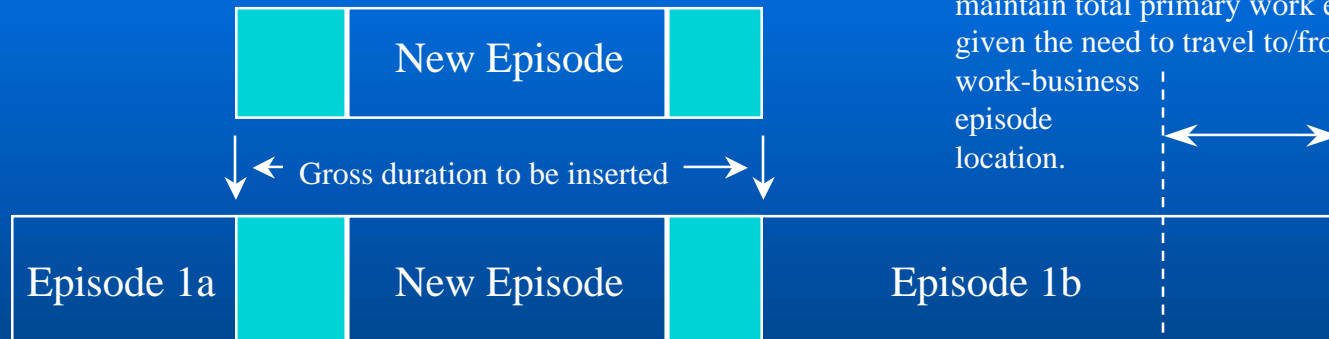 maintain total primary work
given the need to travel to/fro
work-business
episode
location.
New Episode
Gross duration to be inserted
Episode 1a
New Episode
Episode 1b